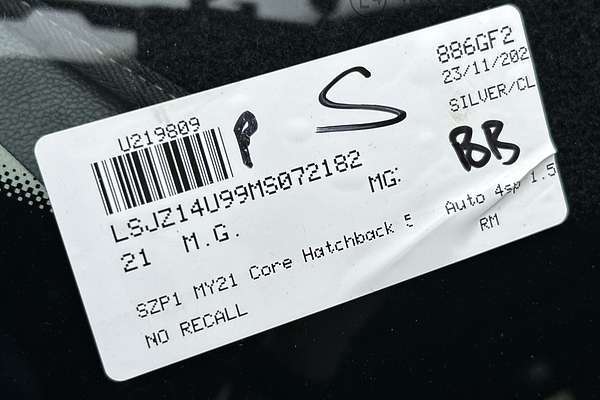 886GF2
23/11/202
SILVER/CL
U219809
P
S
BB
LSJZ14U99MS072182
21 M.G. MG:
SZP1 MY21 Core Hatchback 5 Auto 4sp 1.5
RM
NO RECALL